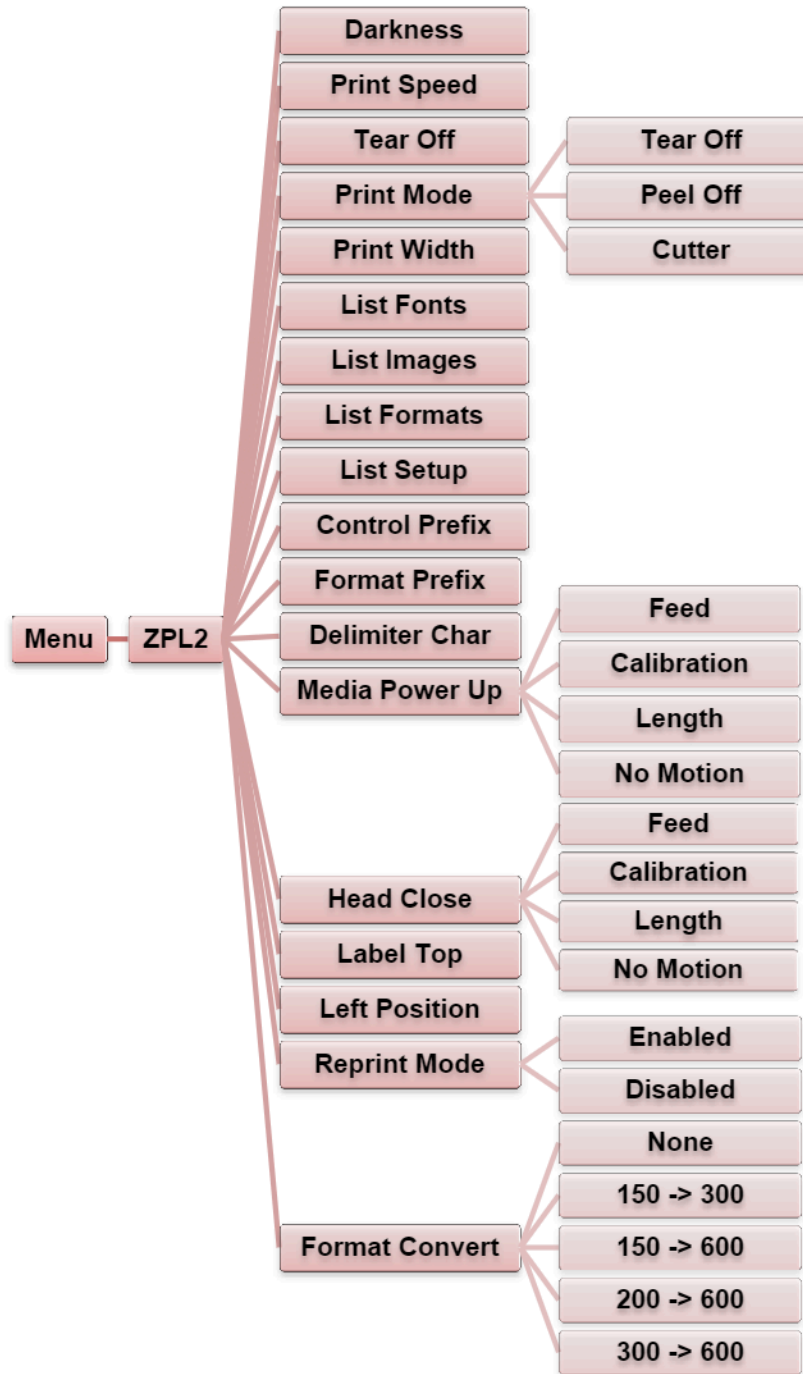 Darkness
Print Speed
Tear Off
Tear Off
Print Mode
Peel Off
Print Width
Cutter
List Fonts
List Images
List Formats
List Setup
Control Prefix
Format Prefix
Feed
Menu
ZPL2
Delimiter Char
Calibration
Media Power Up
Length
No Motion
Feed
Calibration
Head Close
Length
Label Top
No Motion
Left Position
Enabled
Reprint Mode
Disabled
None
150 -> 300
Format Convert
150 -> 600
200 -> 600
300 -> 600